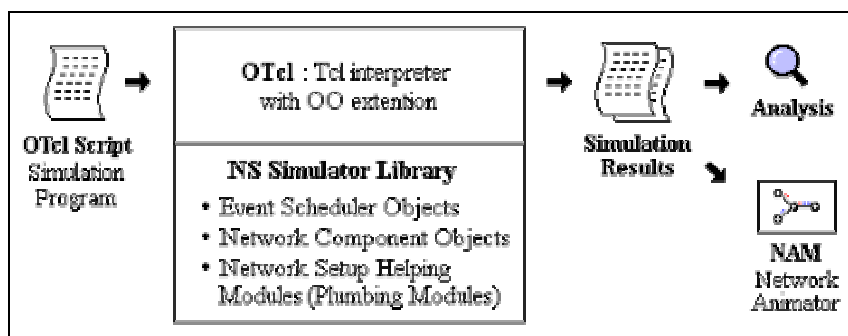 OTcl Script
Simulation
Program
OTcl : Tcl interpreter
with OO extention
NS Simulator Library
• Event Scheduler Objects
• Network Component Objects
• Network Setup Helping
Modules (Plumbing Modules)
Simulation
Results
Analysis
NAM
Network
Animator